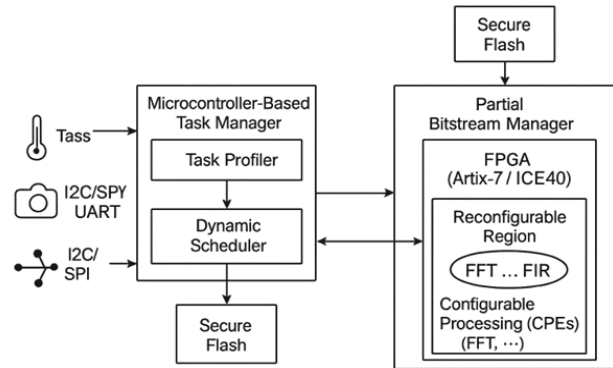 Secure
Flash
Tass
I2C/SPY
UART
I2C/
SPI
Microcontroller-Based
Task Manager
Task Profiler
Dynamic
Scheduler
Secure
Flash
Partial
Bitstream Manager
FPGA
(Artix-7 / ICE40)
Reconfigurable
Region
FFT ... FIR
Configurable
Processing (CPEs)
(FFT, ...)